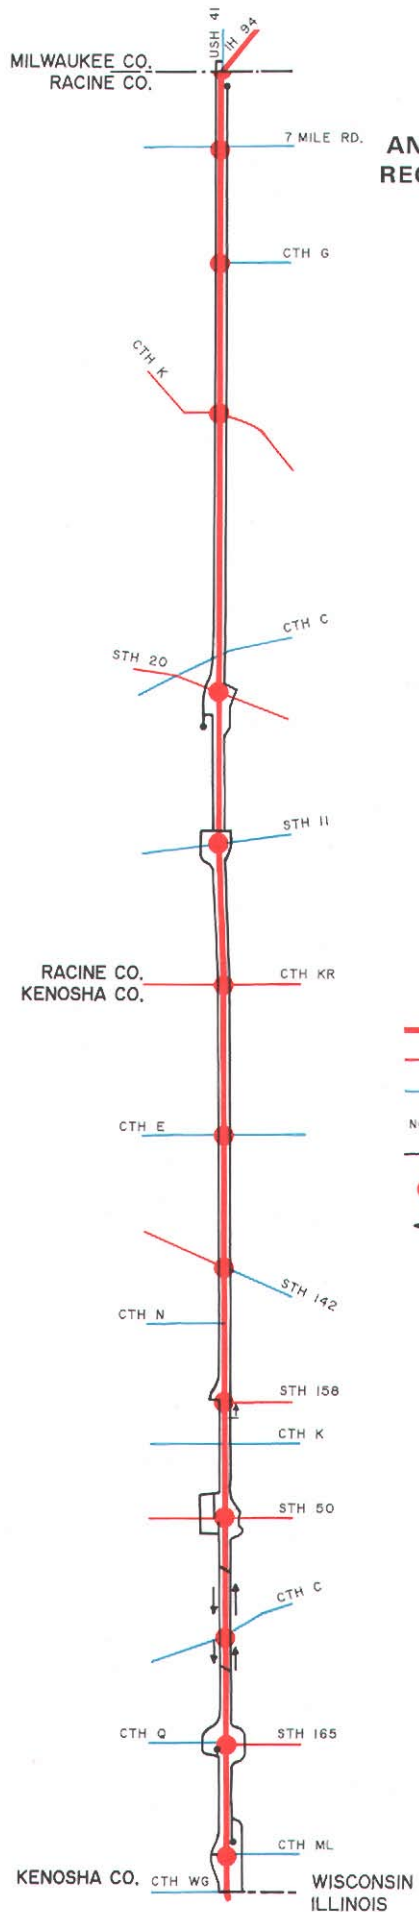 USH 41
IH 94
MILWAUKEE CO.
RACINE CO.
7 MILE RD.
CTH G
CTH K
CTH C
STH 20
STH 11
RACINE CO.
KENOSHA CO.
CTH KR
CTH E
STH 142
CTH N
STH 158
CTH K
STH 50
CTH C
CTH Q
STH 165
CTH ML
KENOSHA CO.
CTH WG
WISCONSIN
ILLINOIS